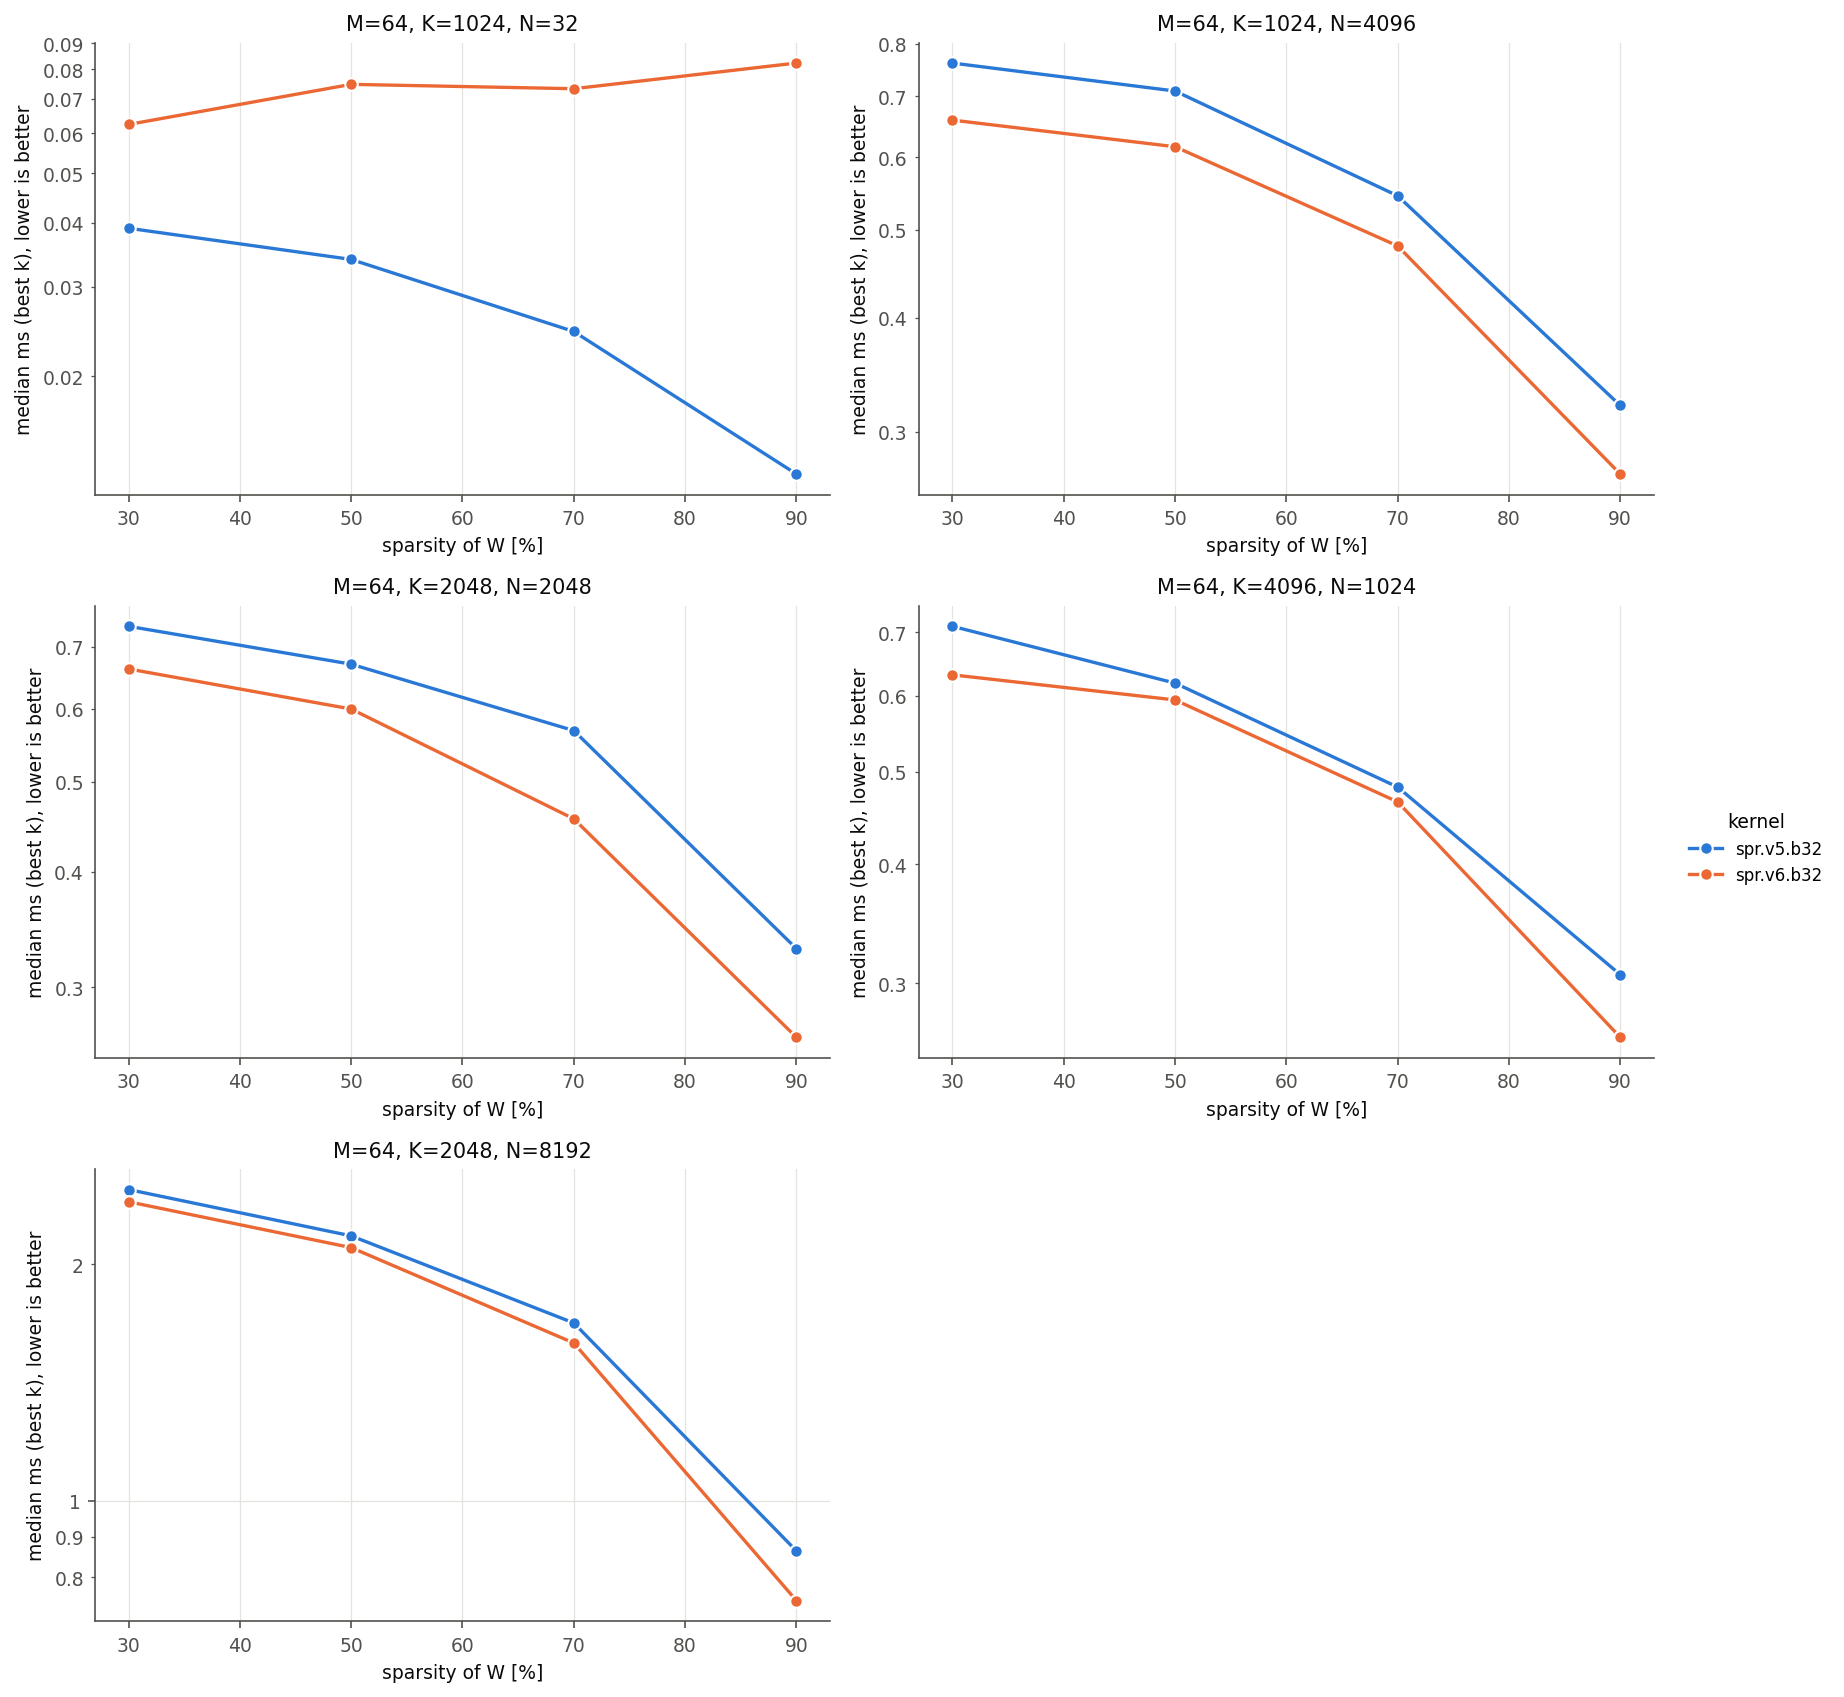 M=64, K=1024, N=32
median ms (best k), lower is better
0.09
0.08
0.07
0.06
0.05
0.04
0.03
0.02
30 40 50 60 70 80 90
sparsity of W [%]
M=64, K=1024, N=4096
median ms (best k), lower is better
0.8
0.7
0.6
0.5
0.4
0.3
30 40 50 60 70 80 90
sparsity of W [%]
M=64, K=2048, N=2048
median ms (best k), lower is better
0.7
0.6
0.5
0.4
0.3
30 40 50 60 70 80 90
sparsity of W [%]
M=64, K=4096, N=1024
median ms (best k), lower is better
0.7
0.6
0.5
0.4
0.3
30 40 50 60 70 80 90
sparsity of W [%]
kernel
spr.v5.b32
spr.v6.b32
M=64, K=2048, N=8192
median ms (best k), lower is better
2
1
0.9
0.8
30 40 50 60 70 80 90
sparsity of W [%]